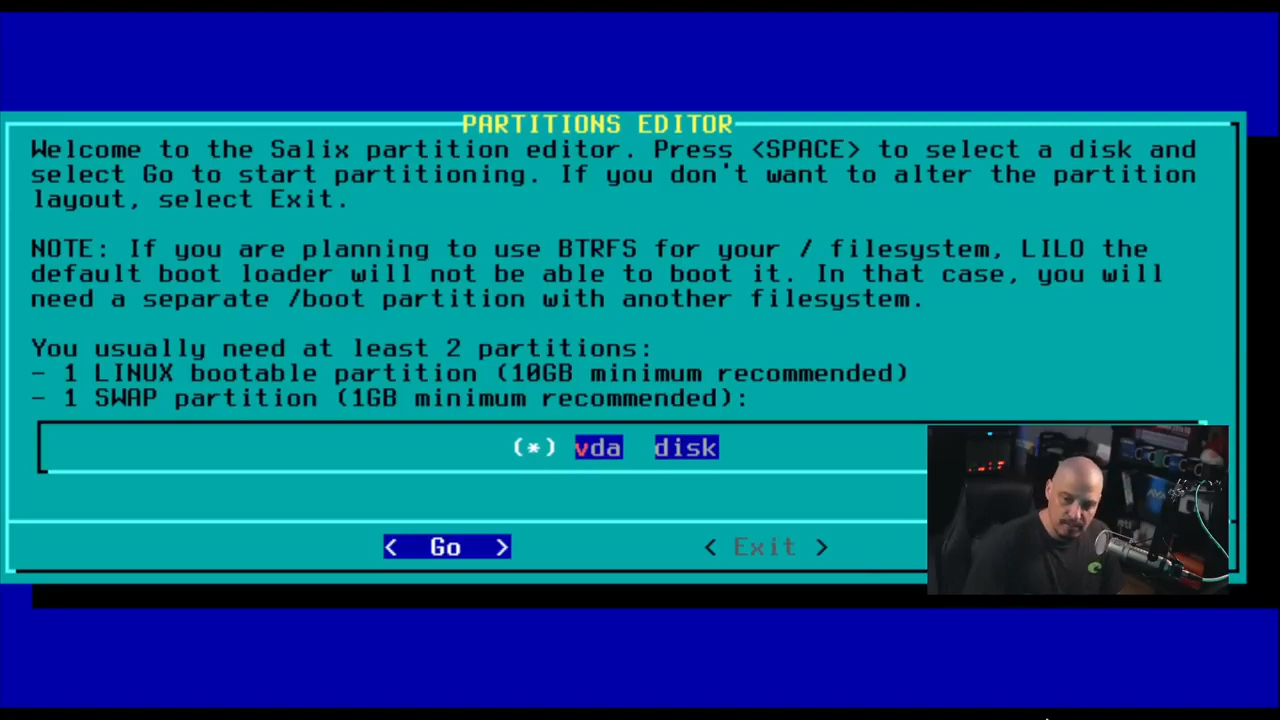 PARTITIONS EDITOR
Welcome to the Salix partition editor. Press <SPACE> to select a disk and
select Go to start partitioning. If you don't want to alter the partition
layout, select Exit.
NOTE: If you are planning to use BTRFS for your / filesystem, LILO the
default boot loader will not be able to boot it. In that case, you will
need a separate /boot partition with another filesystem.
You usually need at least 2 partitions:
- 1 LINUX bootable partition (10GB minimum recommended)
- 1 SWAP partition (1GB minimum recommended):
(*) vda disk
< Go > < Exit >